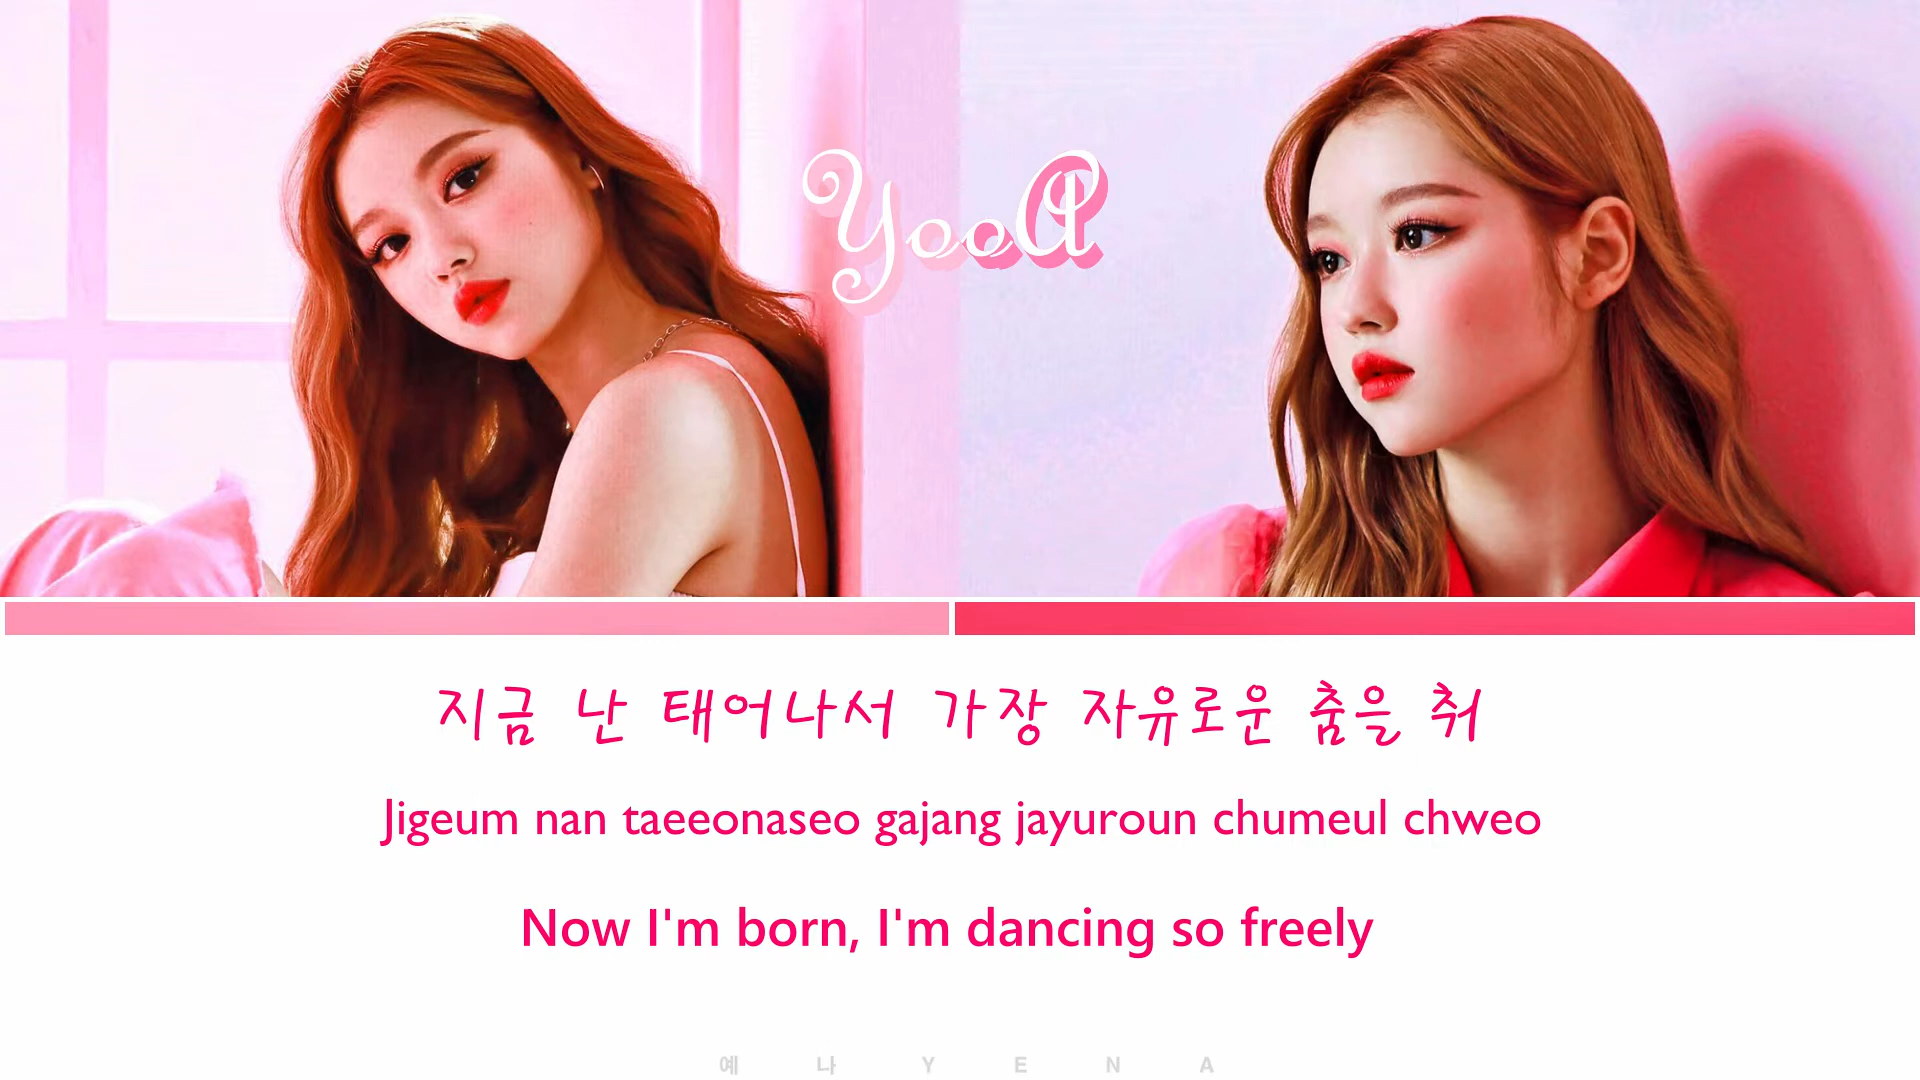 YooA
지금 난 태어나서 가장 자유로운 춤을 춰
Jigeum nan taeeonaseo gajang jayuroun chumeul chweo
Now I'm born, I'm dancing so freely
예 나 Y E N A